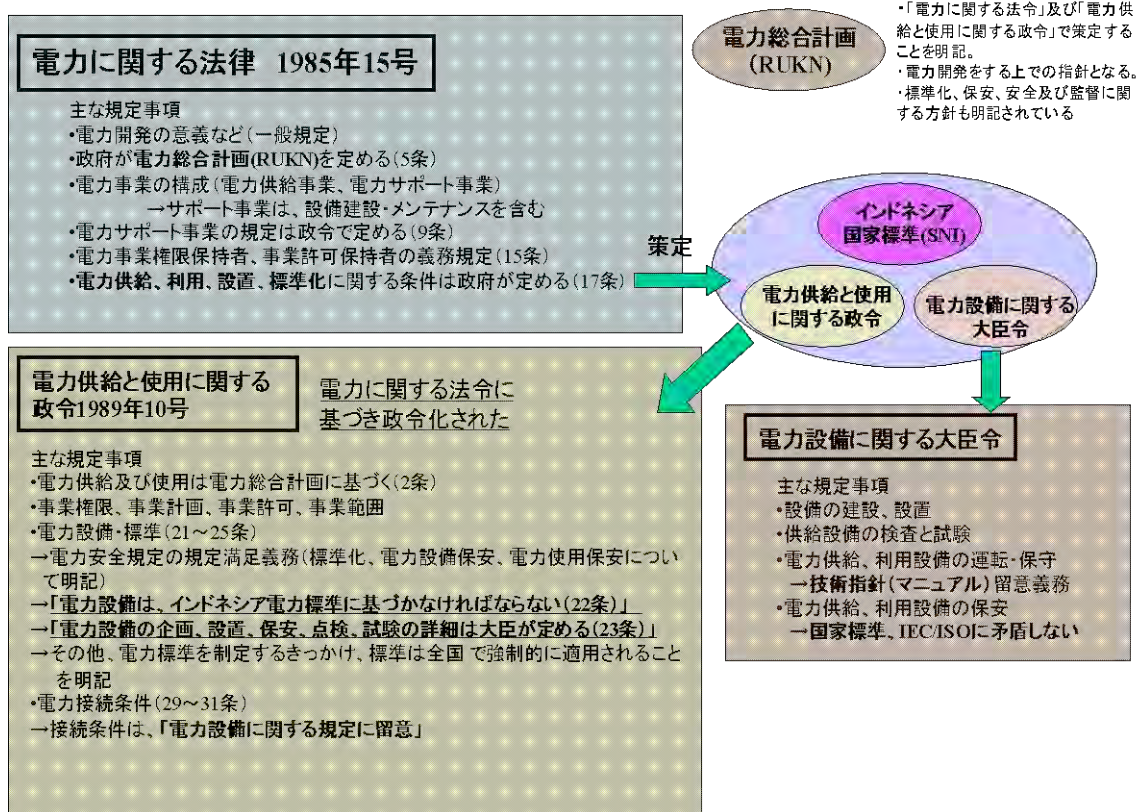 電力に関する法律 1985年15号
主な規定事項
・電力開発の意義など(一般規定)
・政府が電力総合計画(RUKN)を定める(5条)
・電力事業の構成(電力供給事業、電力サポート事業)
→サポート事業は、設備建設・メンテナンスを含む
・電力サポート事業の規定は政令で定める(9条)
・電力事業権限保持者、事業許可保持者の義務規定(15条)
・電力供給、利用、設置、標準化に関する条件は政府が定める(17条)
電力総合計画
(RUKN)
・「電力に関する法令」及び「電力供
給と使用に関する政令」で策定する
ことを明記。
・電力開発をする上での指針となる。
・標準化、保安、安全及び監督に関
する方針も明記されている
策定
インドネシア
国家標準(SNI)
電力供給と使用
に関する政令
電力設備に関する
大臣令
電力供給と使用に関する
政令1989年10号
電力に関する法令に
基づき政令化された
主な規定事項
・電力供給及び使用は電力総合計画に基づく(2条)
・事業権限、事業計画、事業許可、事業範囲
・電力設備・標準(21~25条)
→電力安全規定の規定満足義務(標準化、電力設備保安、電力使用保安につい
て明記)
→「電力設備は、インドネシア電力標準に基づかなければならない(22条)」
→「電力設備の企画、設置、保安、点検、試験の詳細は大臣が定める(23条)」
→その他、電力標準を制定するきっかけ、標準は全国で強制的に適用されること
を明記
・電力接続条件(29~31条)
→接続条件は、「電力設備に関する規定に留意」
電力設備に関する大臣令
主な規定事項
・設備の建設、設置
・供給設備の検査と試験
・電力供給、利用設備の運転・保守
→技術指針(マニュアル)留意義務
・電力供給、利用設備の保安
→国家標準、IEC/ISOに矛盾しない